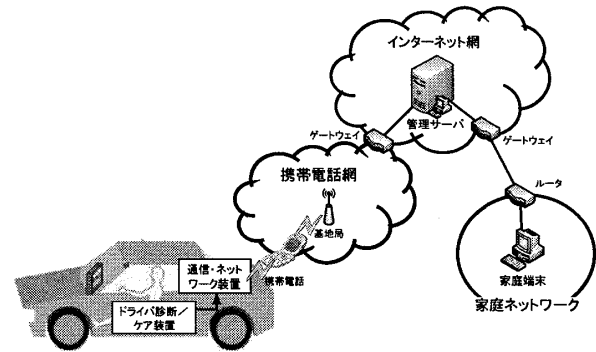 インターネット網
管理サーバ
ゲートウェイ
ゲートウェイ
携帯電話網
基地局
ルータ
通信・ネット
ワーク装置
携帯電話
家庭端末
家庭ネットワーク
ドライバ診断／
ケア装置